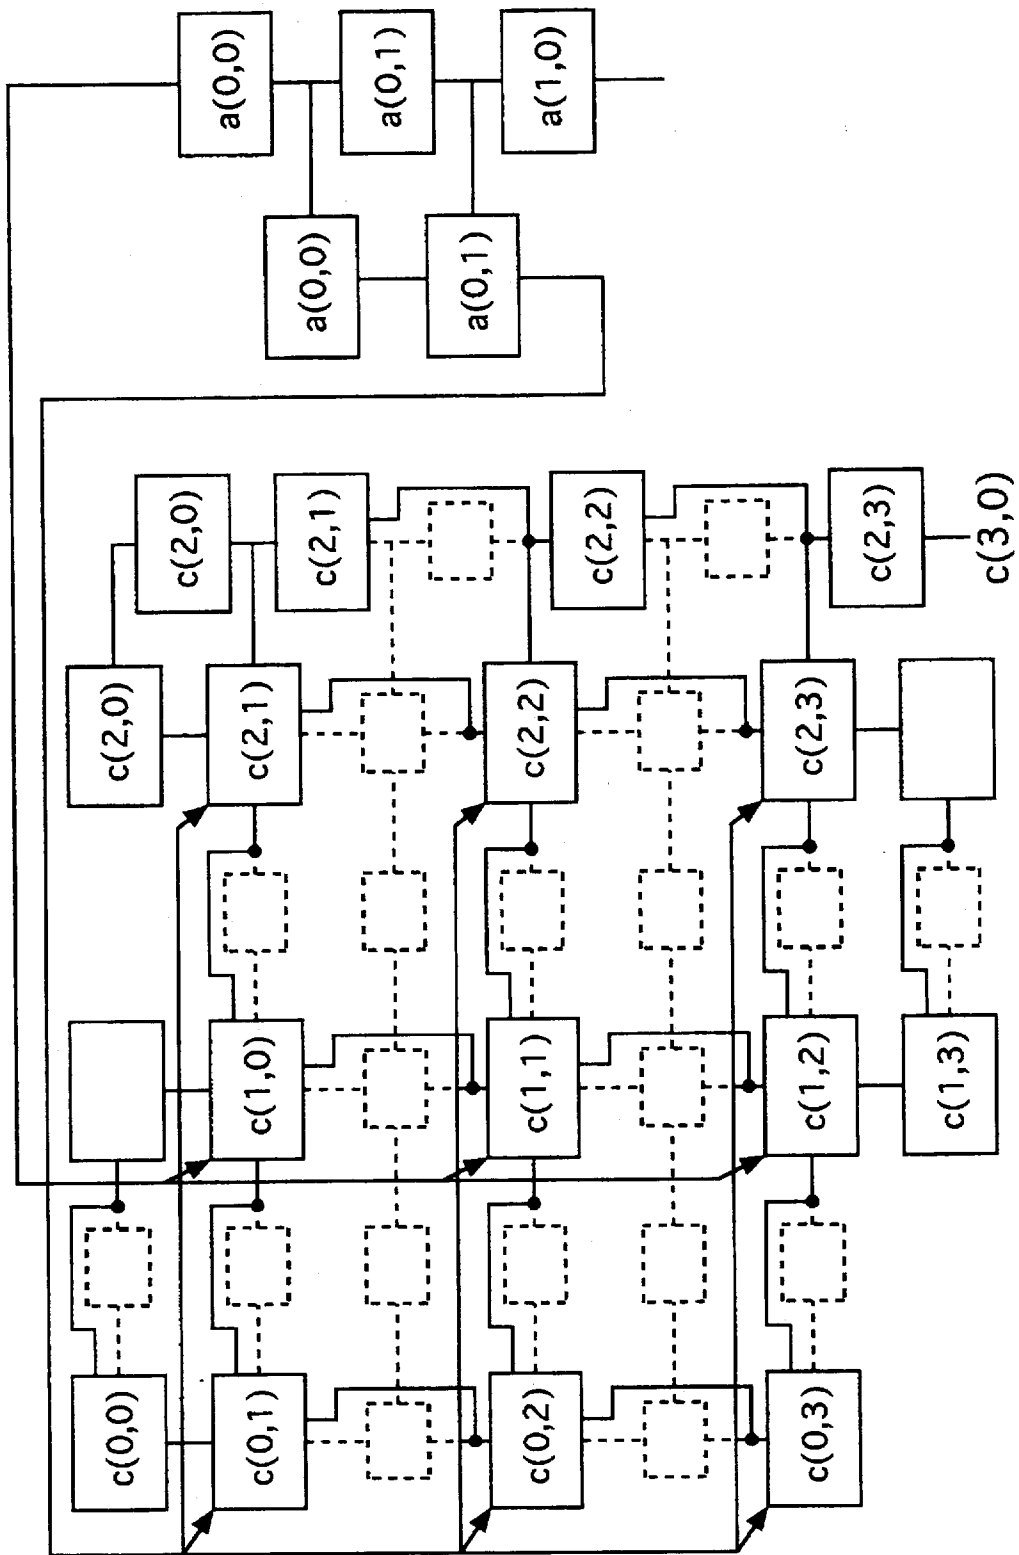 c(0,0)
c(2,0)
c(2,0)
a(0,0)
c(0,1)
c(1,0)
c(2,1)
c(2,1)
a(0,0)
a(0,1)
a(0,1)
c(0,2)
c(1,1)
c(2,2)
a(1,0)
c(2,2)
c(0,3)
c(1,2)
c(2,3)
c(2,3)
c(1,3)
c(3,0)